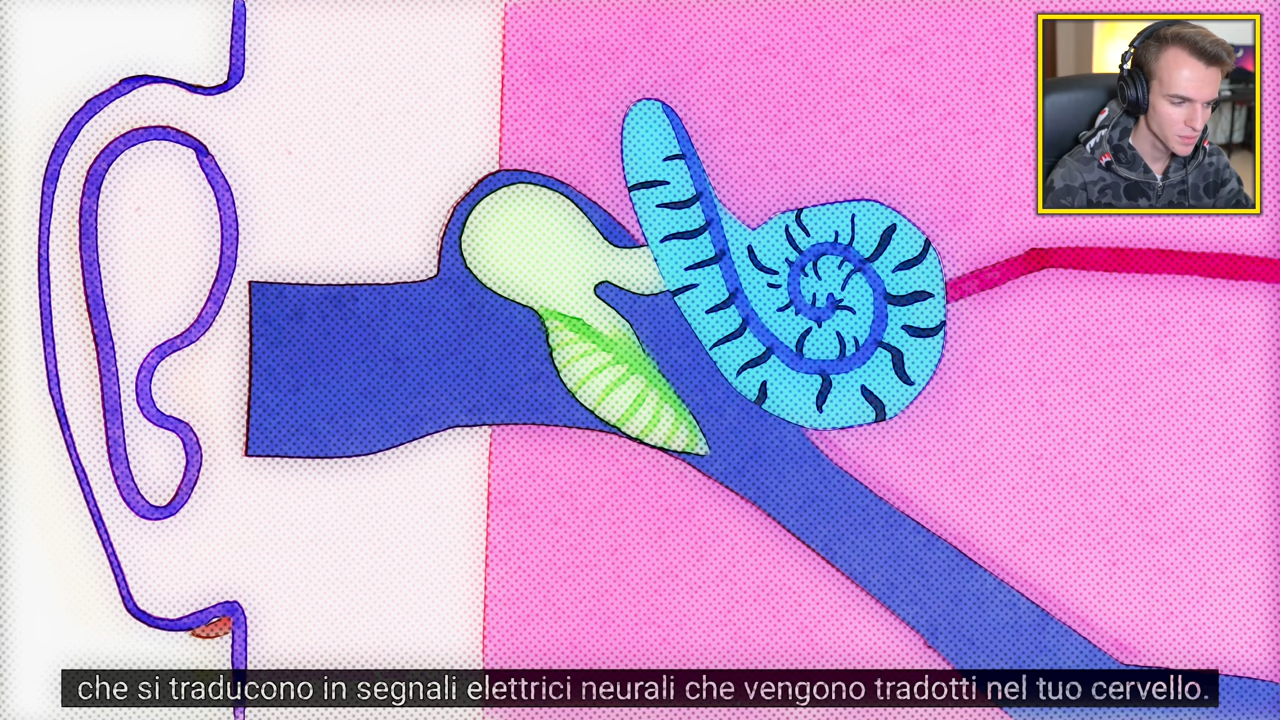 che si traducono in segnali elettrici neurali che vengono tradotti nel tuo cervello.